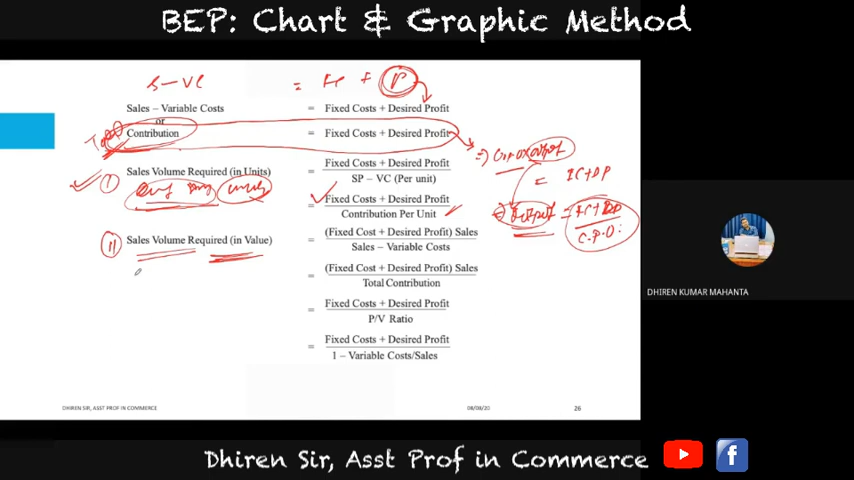 BEP: Chart & Graphic Method
S-VC = FC + P
Sales – Variable Costs = Fixed Costs + Desired Profit
or
Contribution = Fixed Costs + Desired Profit
Sales Volume Required (in Units) = Fixed Costs + Desired Profit
SP – VC (Per unit)
= Fixed Costs + Desired Profit
Contribution Per Unit
(II) Sales Volume Required (in Value) = (Fixed Cost + Desired Profit) Sales
Sales – Variable Costs
= (Fixed Cost + Desired Profit) Sales
Total Contribution
= Fixed Costs + Desired Profit
P/V Ratio
= Fixed Costs + Desired Profit
1 – Variable Costs/Sales
DHIREN KUMAR MAHANTA
DHIREN SIR, ASST PROF IN COMMERCE 08/08/20 26
Dhiren Sir, Asst Prof in Commerce